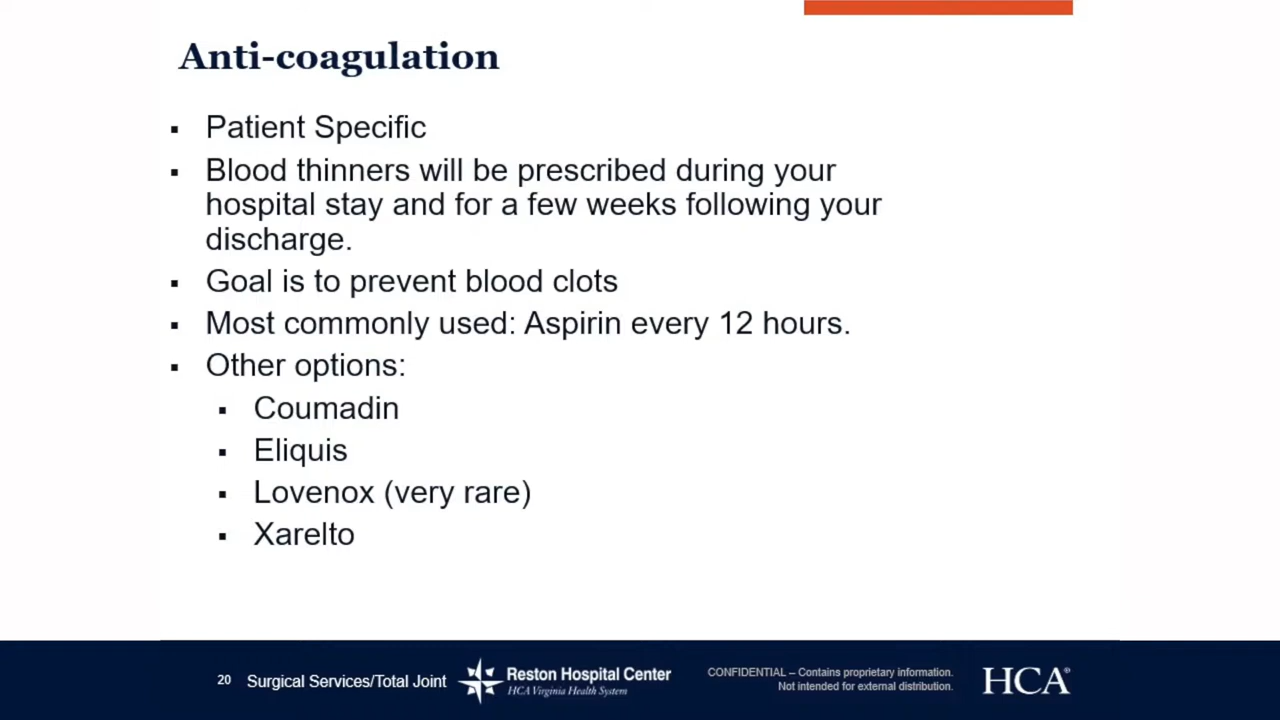 Anti-coagulation
▪ Patient Specific
▪ Blood thinners will be prescribed during your
hospital stay and for a few weeks following your
discharge.
▪ Goal is to prevent blood clots
▪ Most commonly used: Aspirin every 12 hours.
▪ Other options:
▪ Coumadin
▪ Eliquis
▪ Lovenox (very rare)
▪ Xarelto
20 Surgical Services/Total Joint
Reston Hospital Center
HCA Virginia Health System
CONFIDENTIAL – Contains proprietary information.
Not intended for external distribution.
HCA®